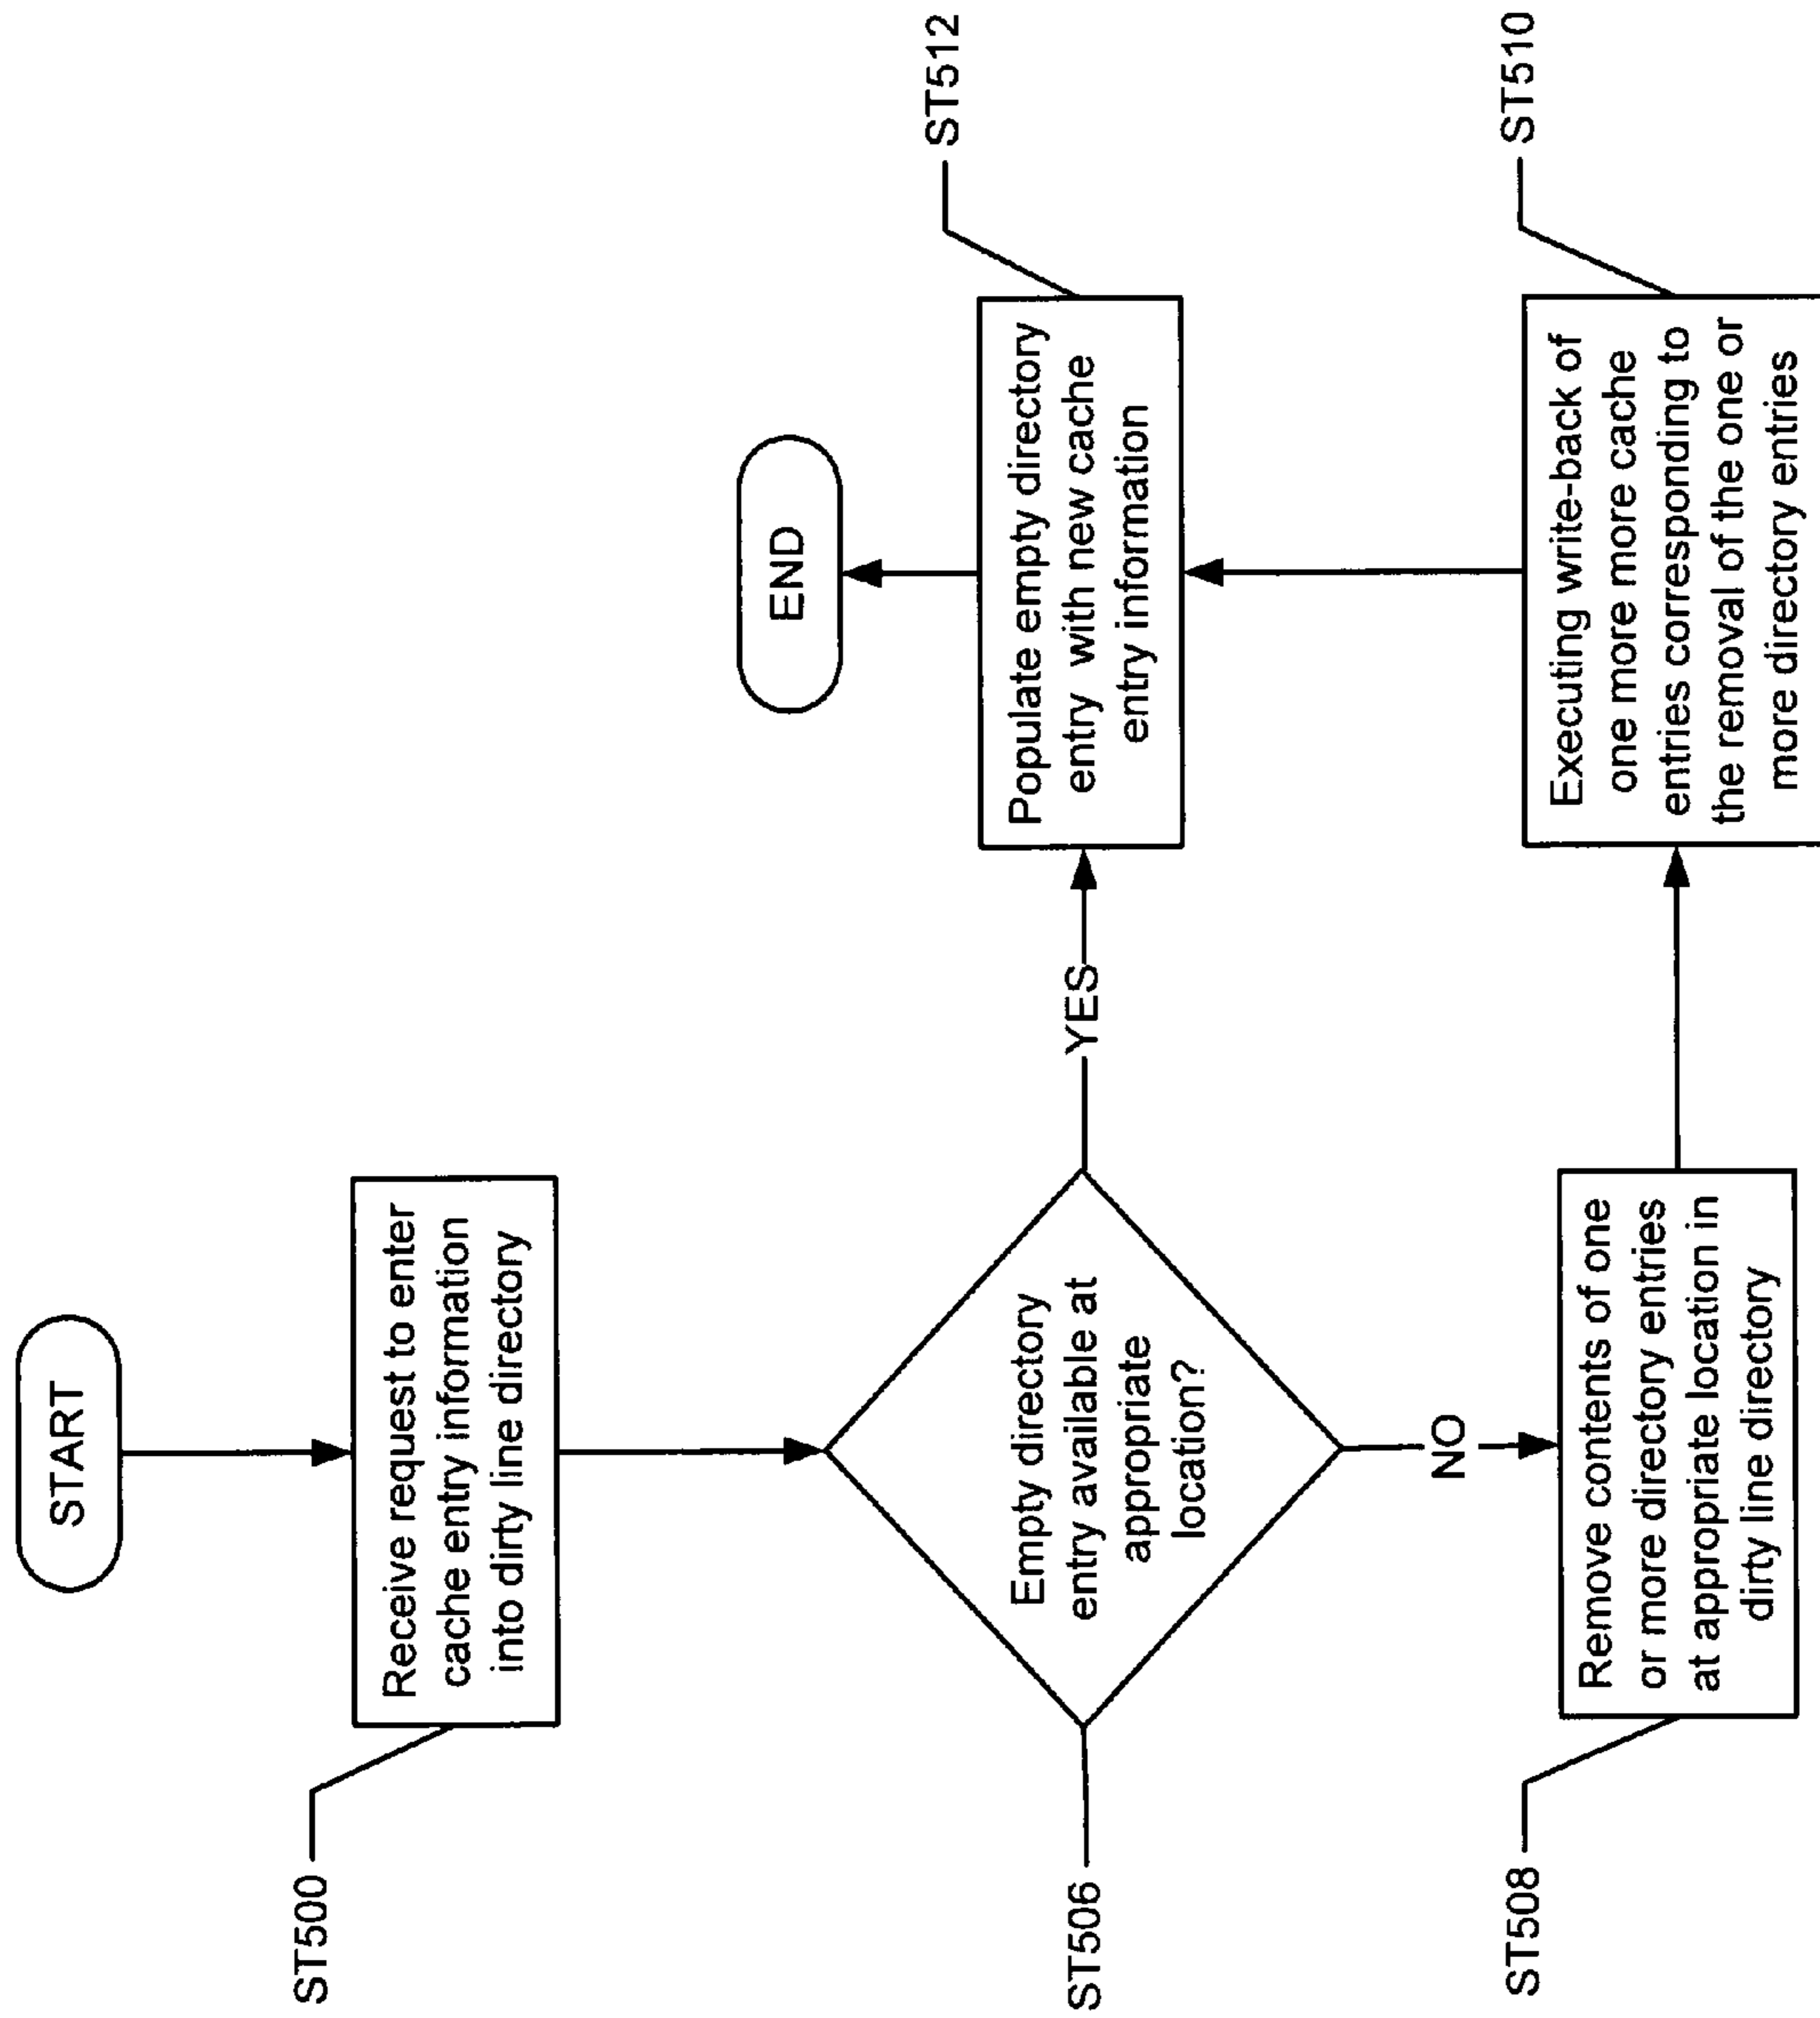 START
ST500
Receive request to enter
cache entry information
into dirty line directory
ST506
Empty directory
entry available at
appropriate
location?
YES
NO
ST508
Remove contents of one
or more directory entries
at appropriate location in
dirty line directory
Executing write-back of
one more more cache
entries corresponding to
the removal of the one or
more directory entries
ST510
Populate empty directory
entry with new cache
entry information
ST512
END